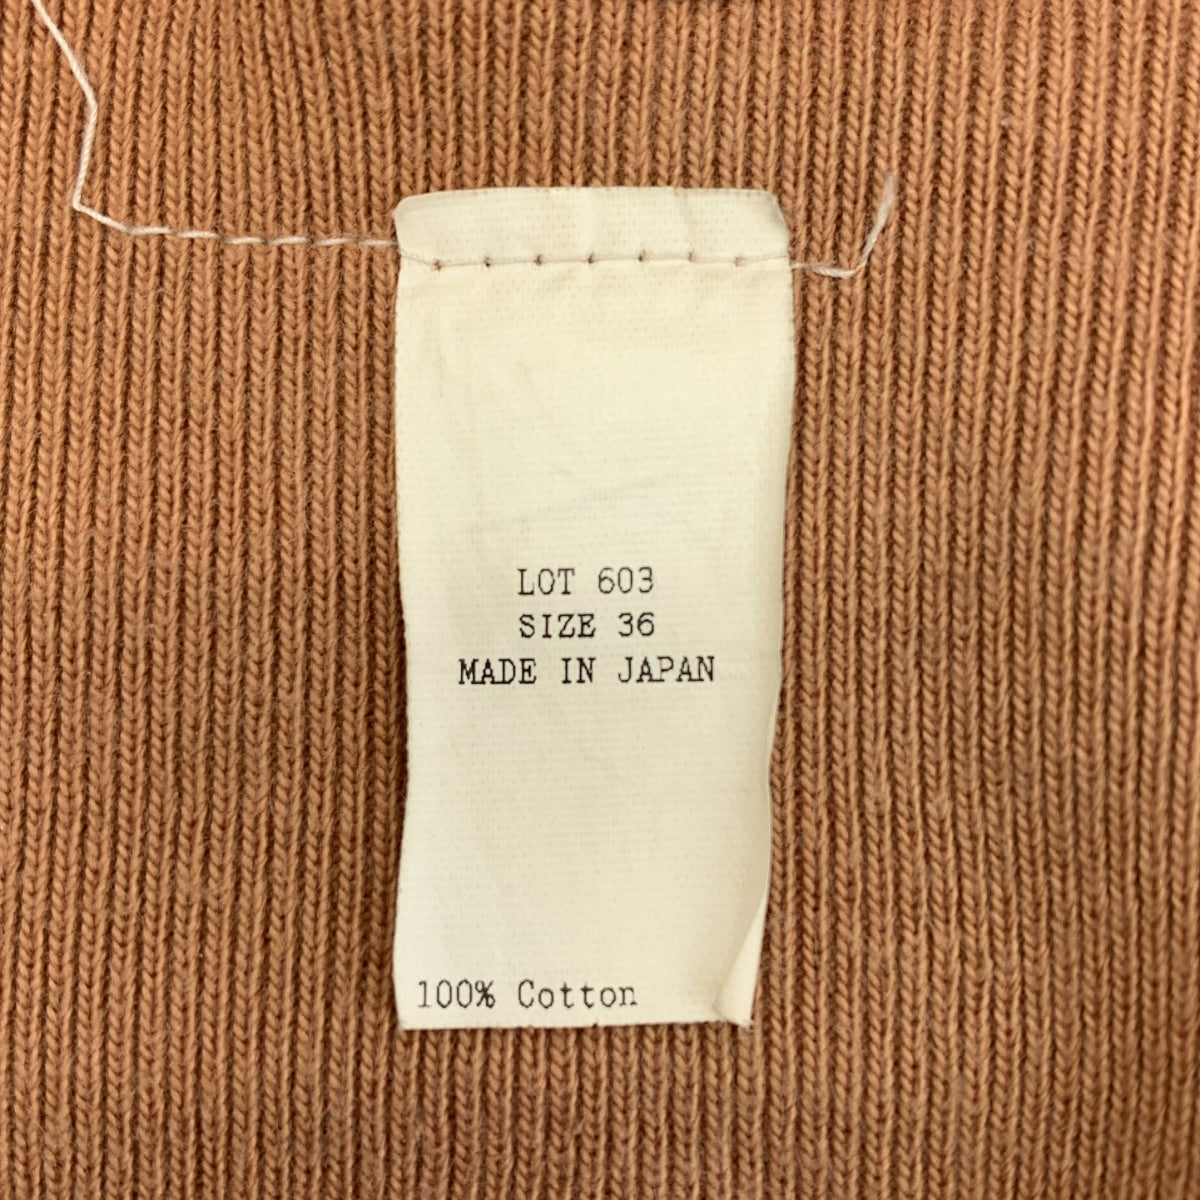 LOT 603
SIZE 36
MADE IN JAPAN
100% Cotton